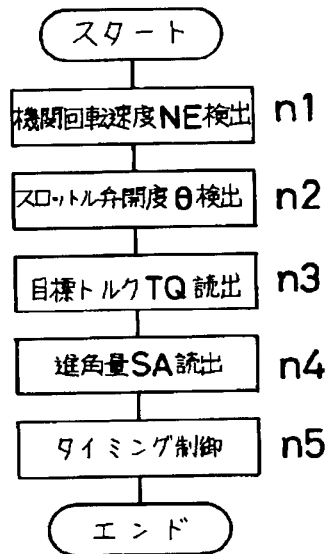 スタート
機関回転速度NE検出 n1
スロットル弁開度θ検出 n2
目標トルクTQ読出 n3
進角量SA読出 n4
タイミング制御 n5
エンド